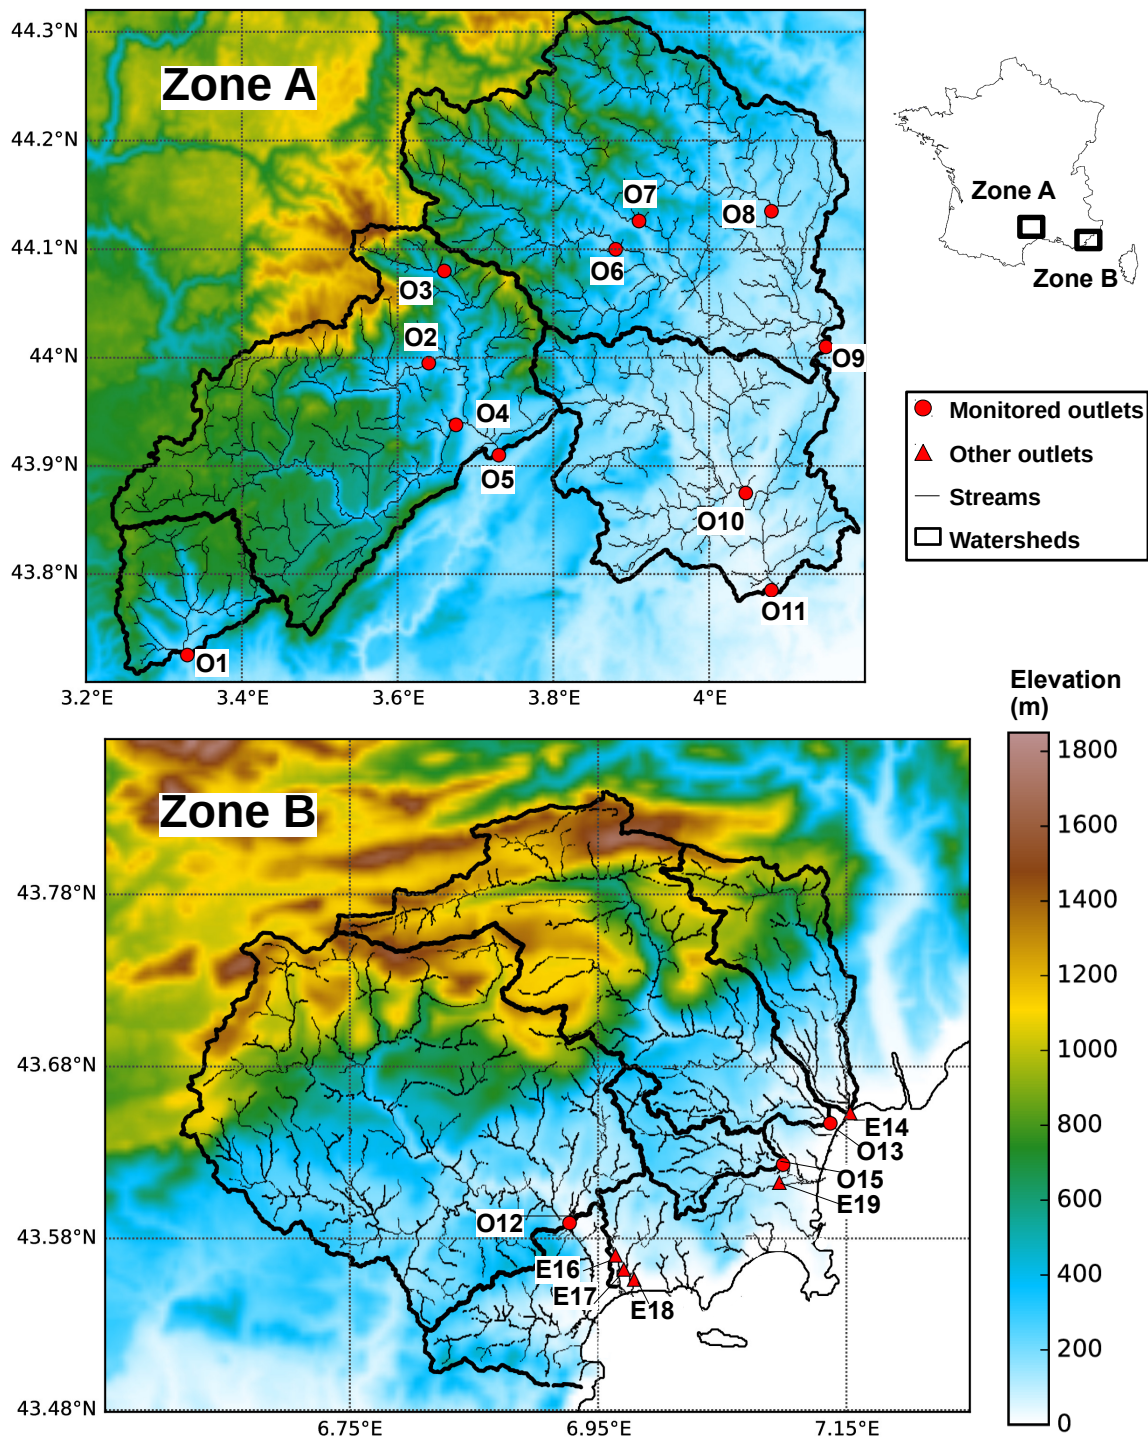 44.3°N
44.2°N
44.1°N
44°N
43.9°N
43.8°N
3.2°E
3.4°E
3.6°E
3.8°E
4°E
Zone A
O7
O8
O6
O3
O2
O9
O4
O5
O10
O11
O1
Zone A
Zone B
Monitored outlets
Other outlets
Streams
Watersheds
Elevation
(m)
1800
1600
1400
1200
1000
800
600
400
200
0
Zone B
43.78°N
43.68°N
43.58°N
43.48°N
6.75°E
6.95°E
7.15°E
E14
O13
O15
E19
O12
E16
E17
E18